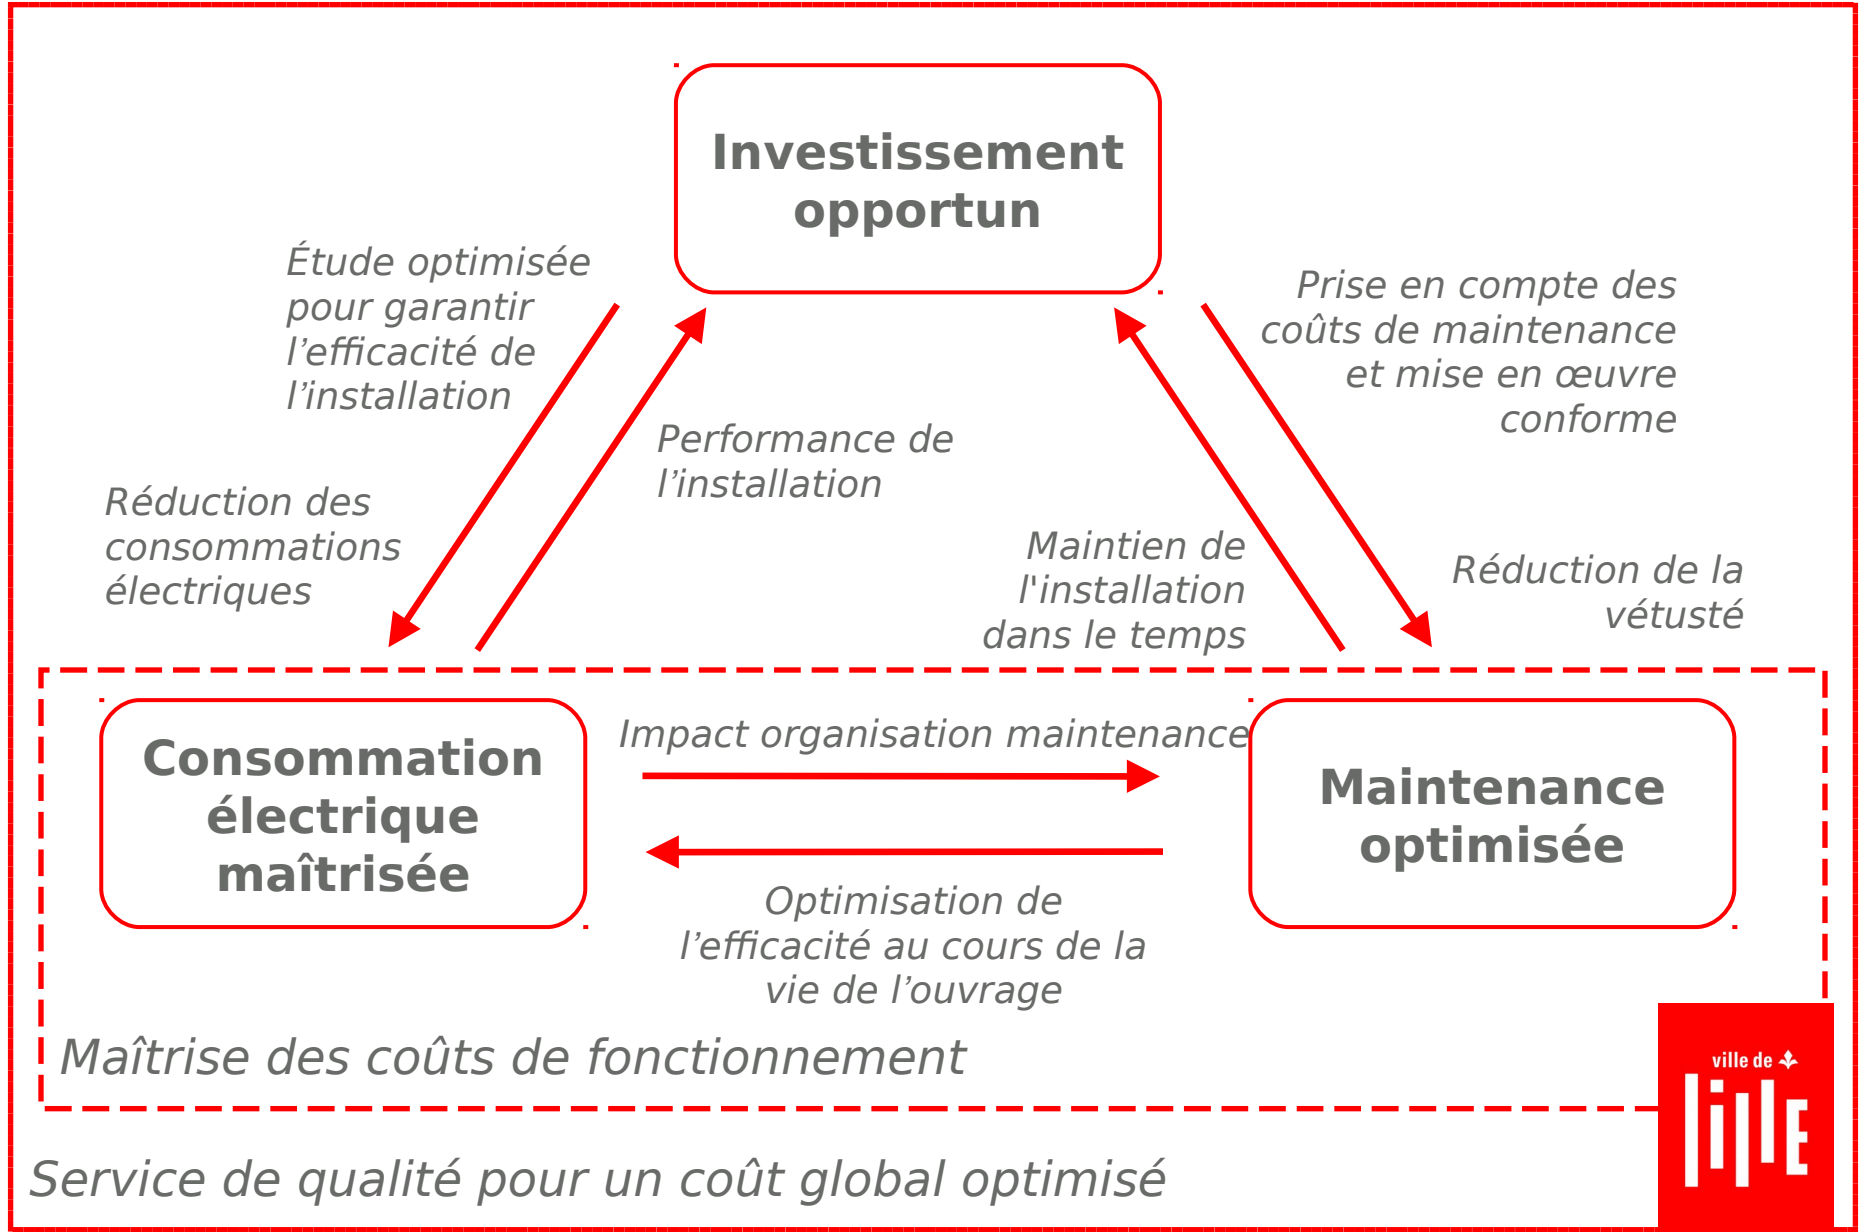 Investissement
opportun
Étude optimisée
pour garantir
l’efficacité de
l’installation
Prise en compte des
coûts de maintenance
et mise en œuvre
conforme
Performance de
l’installation
Réduction des
consommations
électriques
Maintien de
l'installation
dans le temps
Réduction de la
vétusté
Consommation
électrique
maîtrisée
Impact organisation maintenance
Maintenance
optimisée
Optimisation de
l’efficacité au cours de la
vie de l’ouvrage
Maîtrise des coûts de fonctionnement
Service de qualité pour un coût global optimisé
ville de
lille